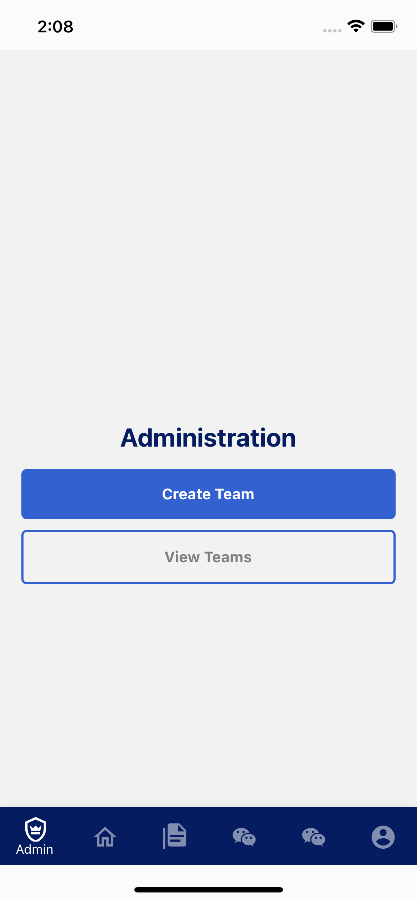 2:08
Administration
Create Team
View Teams
Admin